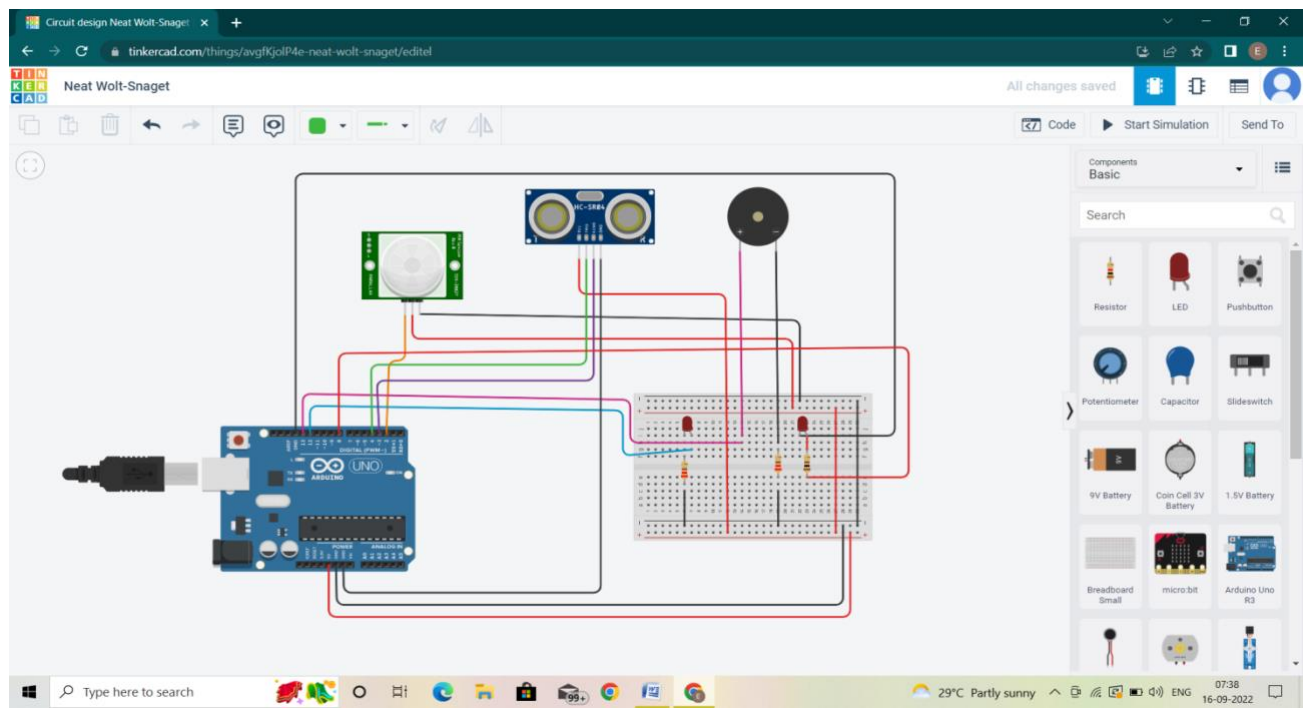 Circuit design Neat Wolt-Snaget
tinkercad.com/things/avgfKjolP4e-neat-wolt-snaget/editel
E
TIN
KER
CAD
Neat Wolt-Snaget
All changes saved
Code
Start Simulation
Send To
Components
Basic
Search
Resistor
LED
Pushbutton
Potentiometer
Capacitor
Slideswitch
9V Battery
Coin Cell 3V
Battery
1.5V Battery
Breadboard
Small
micro:bit
Arduino Uno
R3
HC-SR04
T
R
+
-
DIGITAL (PWM~)
UNO
ARDUINO
POWER
ANALOG IN
Type here to search
99+
29°C Partly sunny
ENG
07:38
16-09-2022